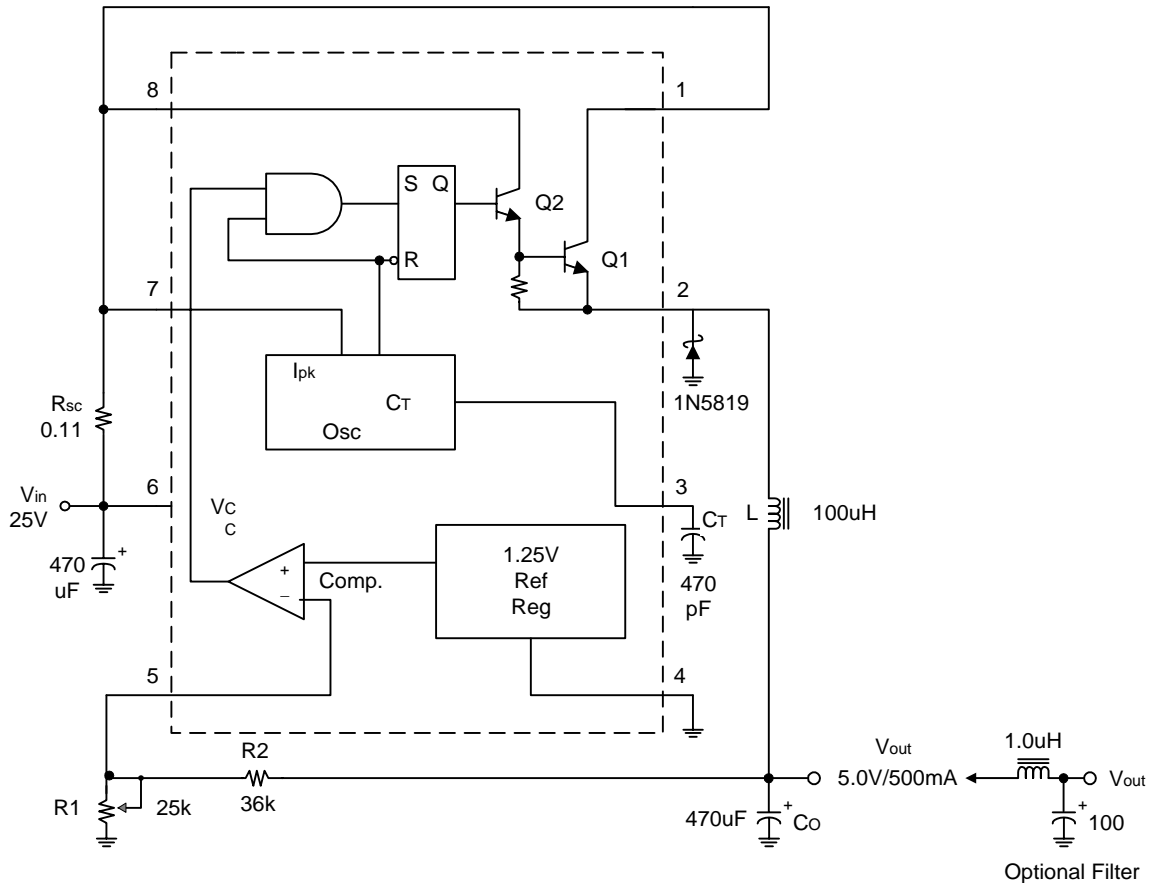 8
1
S Q
Q2
R
Q1
7
2
Ipk
CT
Osc
1N5819
Rsc
0.11
Vin
25V
6
VC
C
3
CT
L
100uH
470
uF
+
+
−
Comp.
1.25V
Ref
Reg
470
pF
5
4
R2
36k
R1
25k
Vout
5.0V/500mA
1.0uH
Vout
470uF
+
CO
+
100
Optional Filter